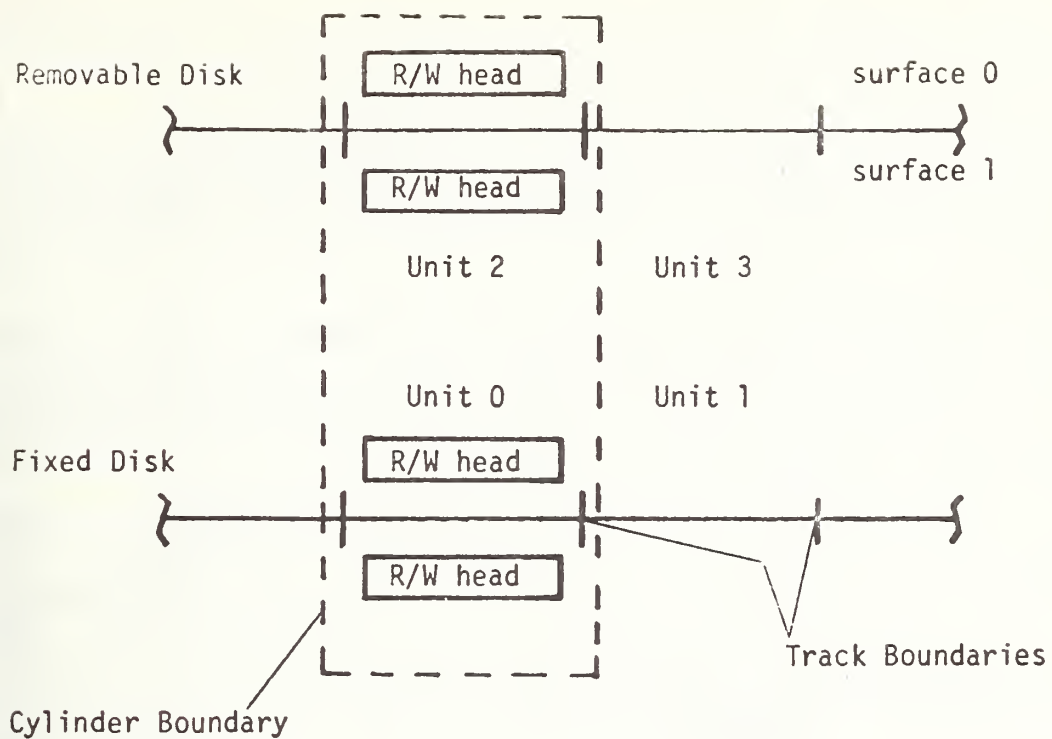 Removable Disk
R/W head
surface 0
R/W head
surface 1
Unit 2 Unit 3
Unit 0 Unit 1
Fixed Disk
R/W head
R/W head
Track Boundaries
Cylinder Boundary